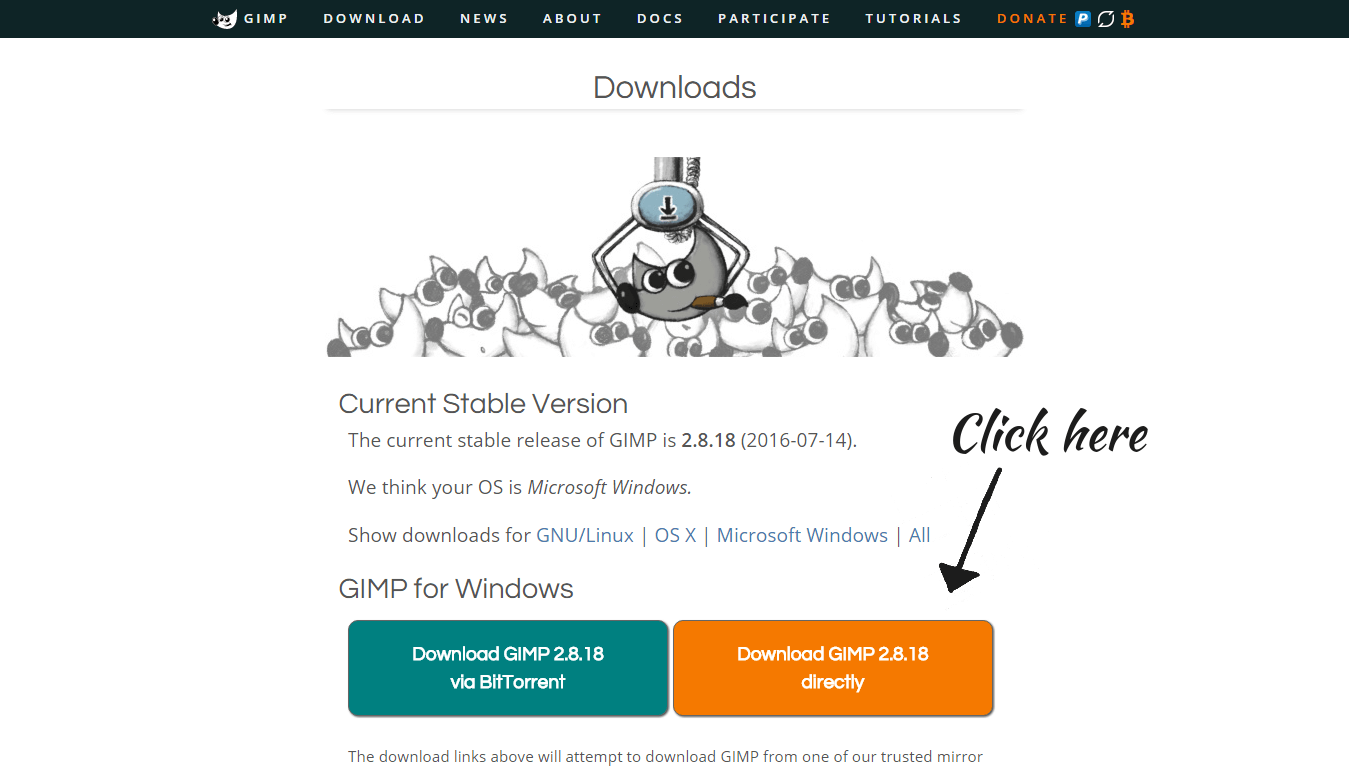 GIMP DOWNLOAD NEWS ABOUT DOCS PARTICIPATE TUTORIALS DONATE
Downloads
Current Stable Version
The current stable release of GIMP is 2.8.18 (2016-07-14).
Click here
We think your OS is Microsoft Windows.
Show downloads for GNU/Linux | OS X | Microsoft Windows | All
GIMP for Windows
Download GIMP 2.8.18
via BitTorrent
Download GIMP 2.8.18
directly
The download links above will attempt to download GIMP from one of our trusted mirror